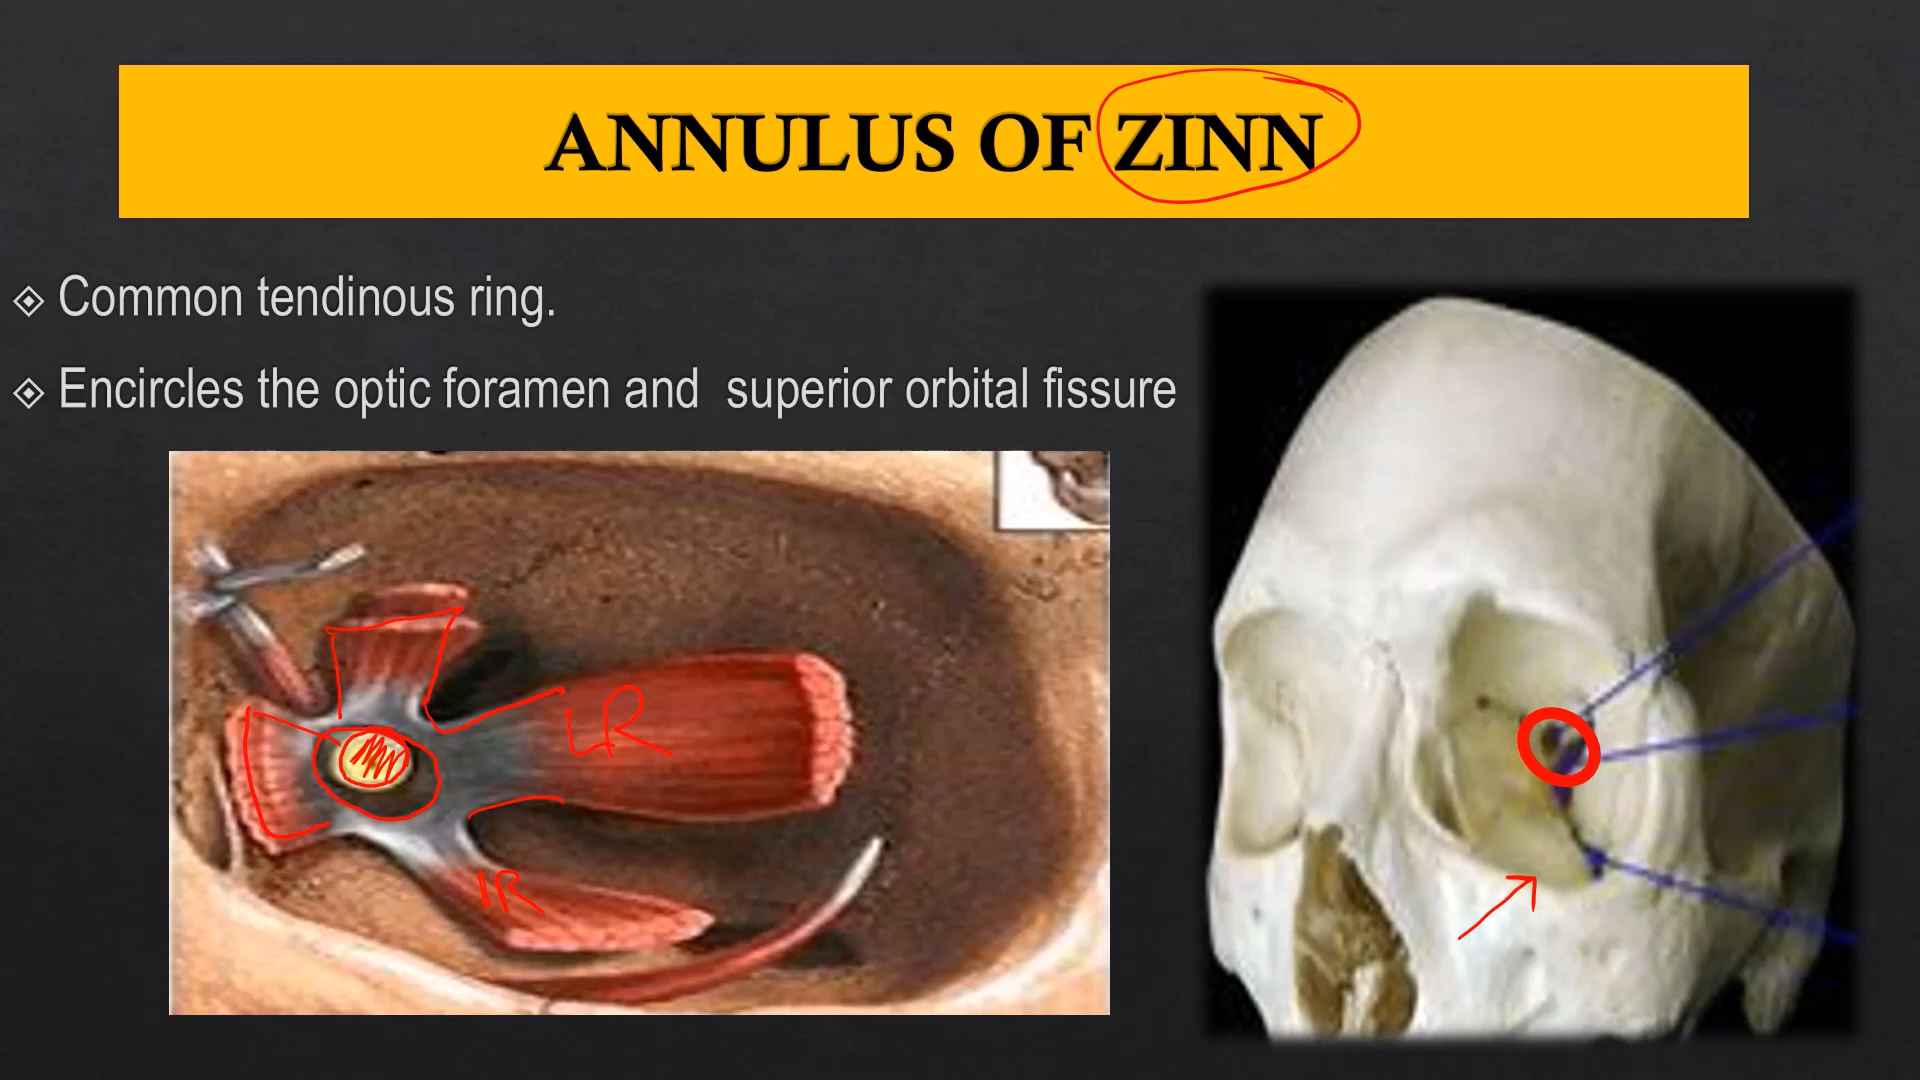 ANNULUS OF ZINN
Common tendinous ring.
Encircles the optic foramen and superior orbital fissure
LR
IR